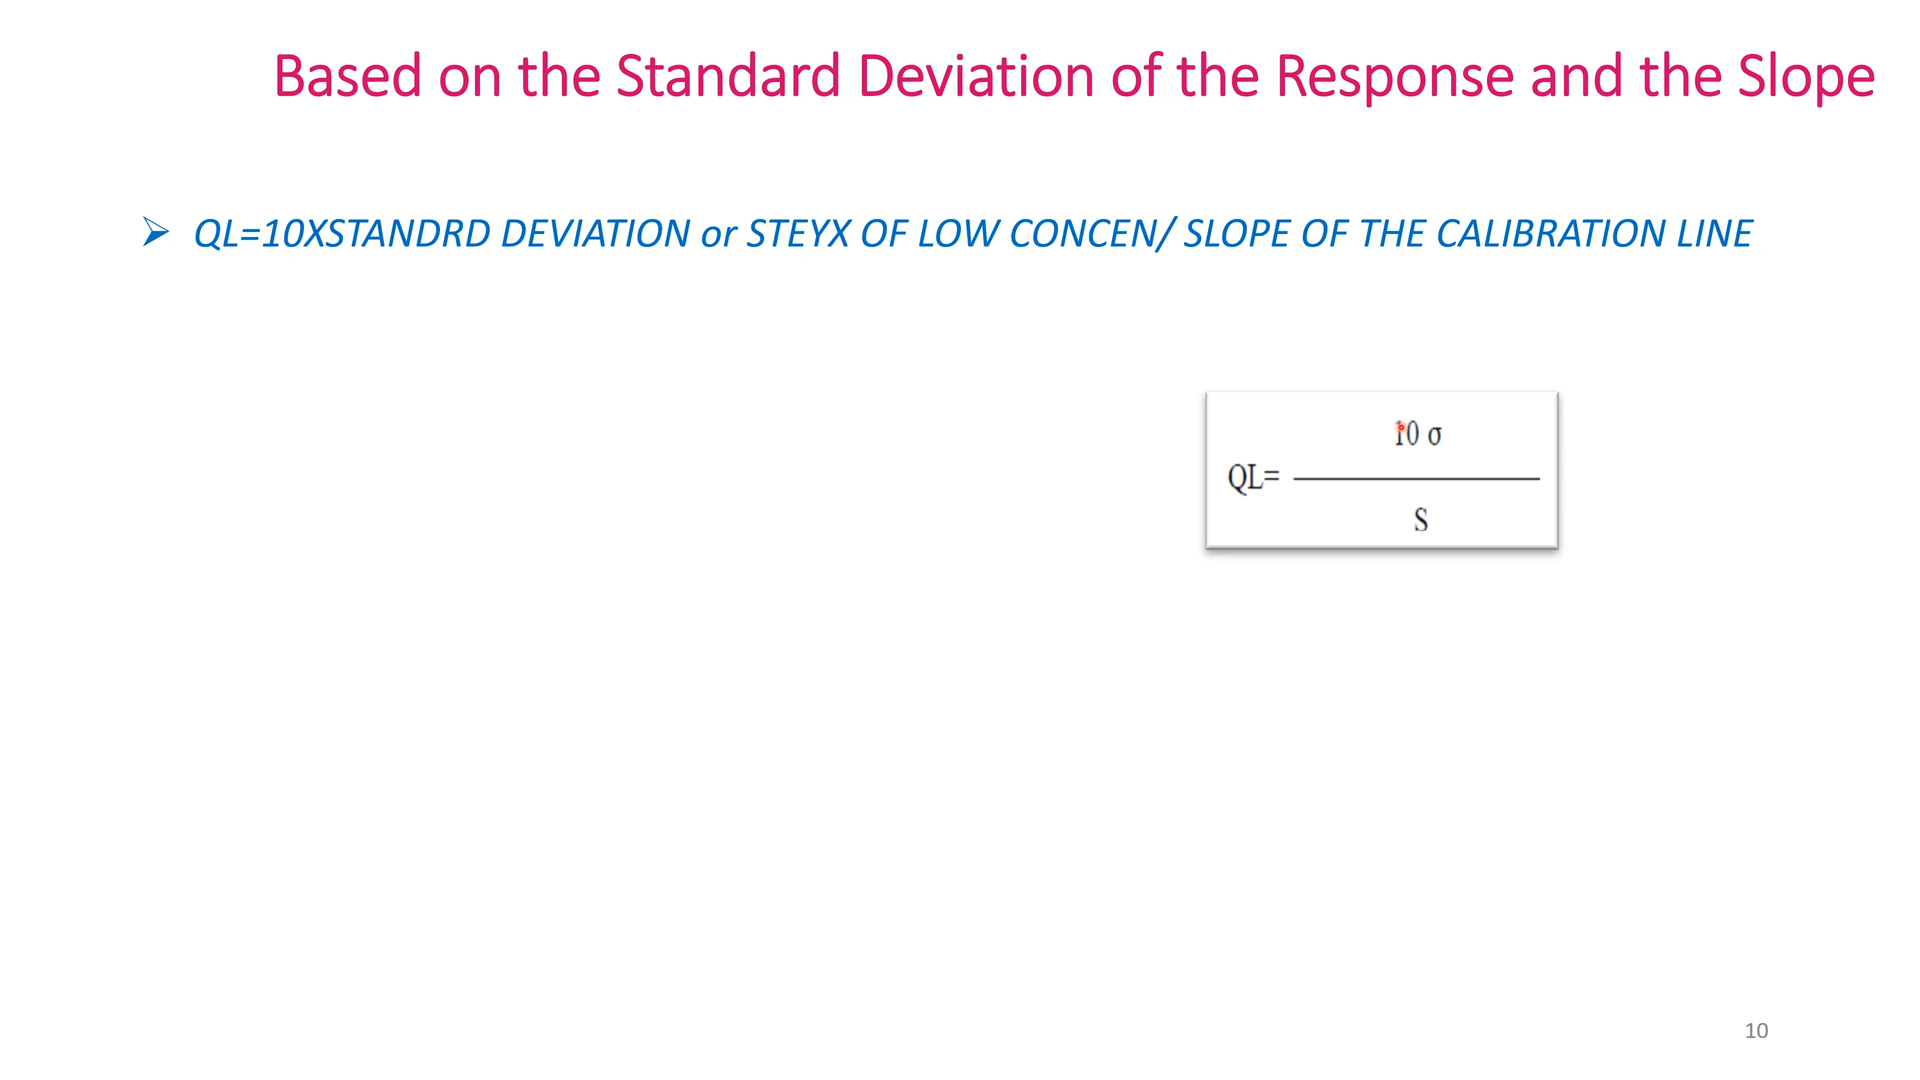 Based on the Standard Deviation of the Response and the Slope
➢ QL=10XSTANDRD DEVIATION or STEYX OF LOW CONCEN/ SLOPE OF THE CALIBRATION LINE
10 σ
QL=
S
10